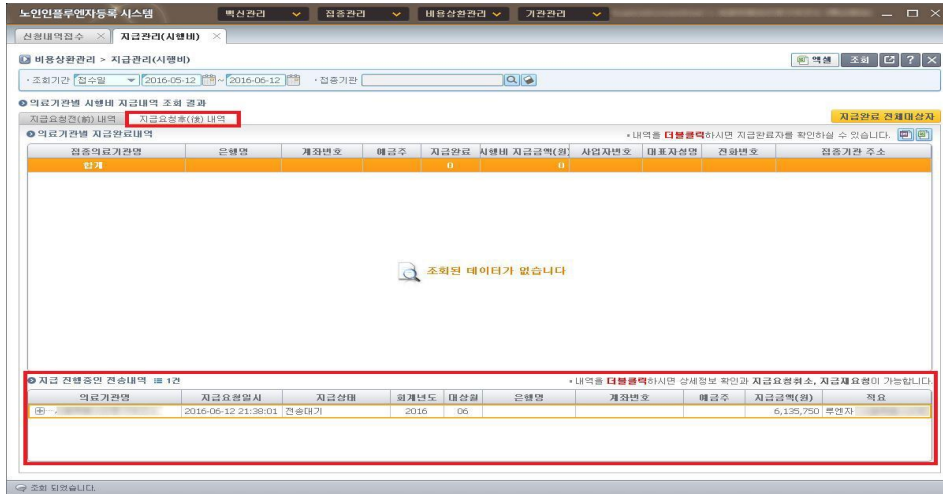 노인인플루엔자등록 시스템 백신관리 접종관리 비용상환관리 기관관리
신청내역접수 지급관리(시행비)
비용상환관리 > 지급관리(시행비) 엑셀 조회
조회기간 접수일 2016-05-12 ~ 2016-06-12 접종기관
의료기관별 시행비 지급내역 조회 결과
지급요청전(前) 내역 지급요청후(後) 내역 지급완료 전체대상자
의료기관별 지급완료내역 *내역을 더블클릭하시면 지급완료자를 확인하실 수 있습니다.
접종의료기관명 은행명 계좌번호 예금주 지급완료 시행비 지급금액(원) 사업자번호 대표자성명 전화번호 접종기관 주소
합계 0 0
조회된 데이터가 없습니다
지급 진행중인 전송내역 1건 *내역을 더블클릭하시면 상세정보 확인과 지급요청취소, 지급재요청이 가능합니다.
의료기관명 지급요청일시 지급상태 회계년도 대상월 은행명 계좌번호 예금주 지급금액(원) 적요
2016-06-12 21:38:01 전송대기 2016 06 6,135,750 루엔자
조회 되었습니다.